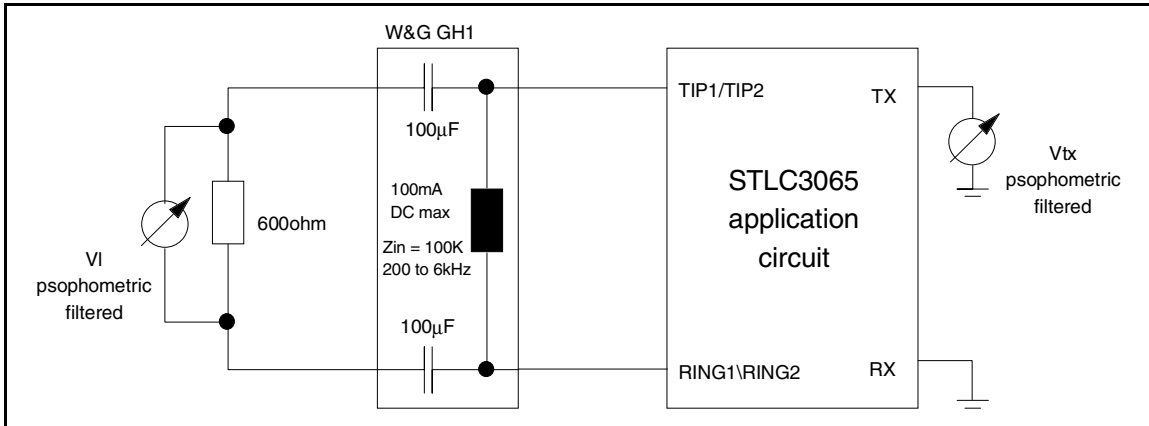 W&G GH1
100µF
100mA
DC max
Zin = 100K
200 to 6kHz
100µF
600ohm
Vl
psophometric
filtered
TIP1/TIP2
TX
STLC3065
application
circuit
RING1\RING2
RX
Vtx
psophometric
filtered